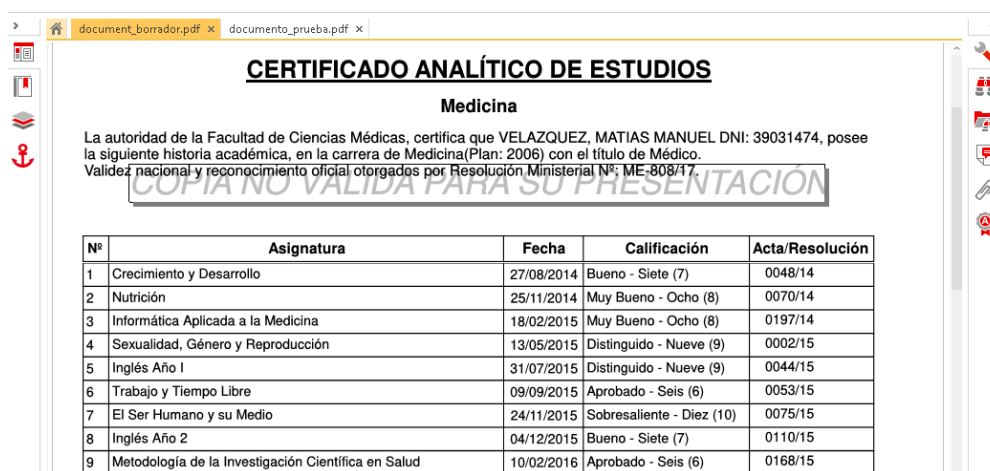 document_borrador.pdf × documento_prueba.pdf ×
CERTIFICADO ANALÍTICO DE ESTUDIOS
Medicina
La autoridad de la Facultad de Ciencias Médicas, certifica que VELAZQUEZ, MATIAS MANUEL DNI: 39031474, posee
la siguiente historia académica, en la carrera de Medicina(Plan: 2006) con el título de Médico.
Validez nacional y reconocimiento oficial otorgados por Resolución Ministerial Nº: ME-808/17.
COPIA NO VALIDA PARA SU PRESENTACIÓN
Nº Asignatura Fecha Calificación Acta/Resolución
1 Crecimiento y Desarrollo 27/08/2014 Bueno - Siete (7) 0048/14
2 Nutrición 25/11/2014 Muy Bueno - Ocho (8) 0070/14
3 Informática Aplicada a la Medicina 18/02/2015 Muy Bueno - Ocho (8) 0197/14
4 Sexualidad, Género y Reproducción 13/05/2015 Distinguido - Nueve (9) 0002/15
5 Inglés Año I 31/07/2015 Distinguido - Nueve (9) 0044/15
6 Trabajo y Tiempo Libre 09/09/2015 Aprobado - Seis (6) 0053/15
7 El Ser Humano y su Medio 24/11/2015 Sobresaliente - Diez (10) 0075/15
8 Inglés Año 2 04/12/2015 Bueno - Siete (7) 0110/15
9 Metodología de la Investigación Científica en Salud 10/02/2016 Aprobado - Seis (6) 0168/15